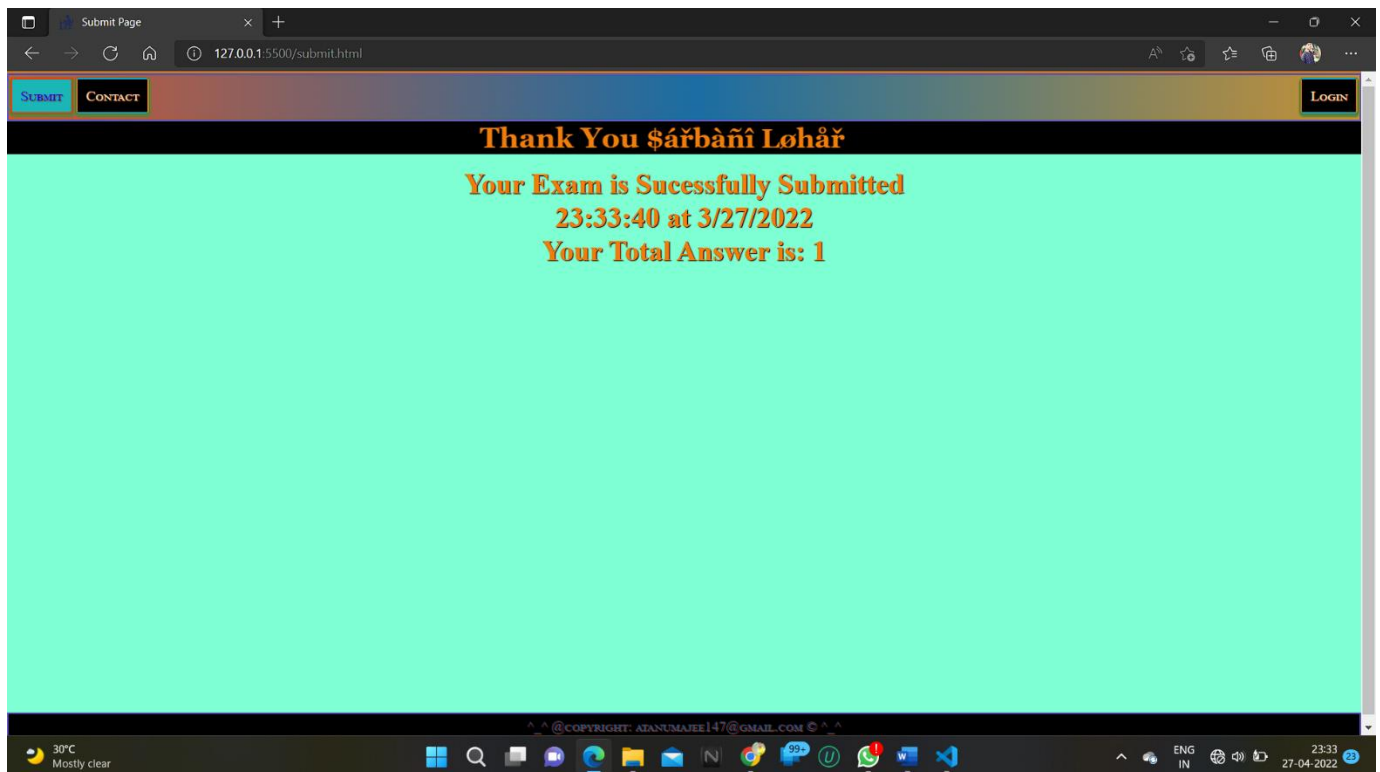 Submit Page
127.0.0.1:5500/submit.html
Submit Contact Login
Thank You $ářbàñî Løhåř
Your Exam is Sucessfully Submitted
23:33:40 at 3/27/2022
Your Total Answer is: 1
^_^ @copyright: atanumajee147@gmail.com © ^_^
30°C
Mostly clear
99+
ENG
IN
23:33
27-04-2022
23